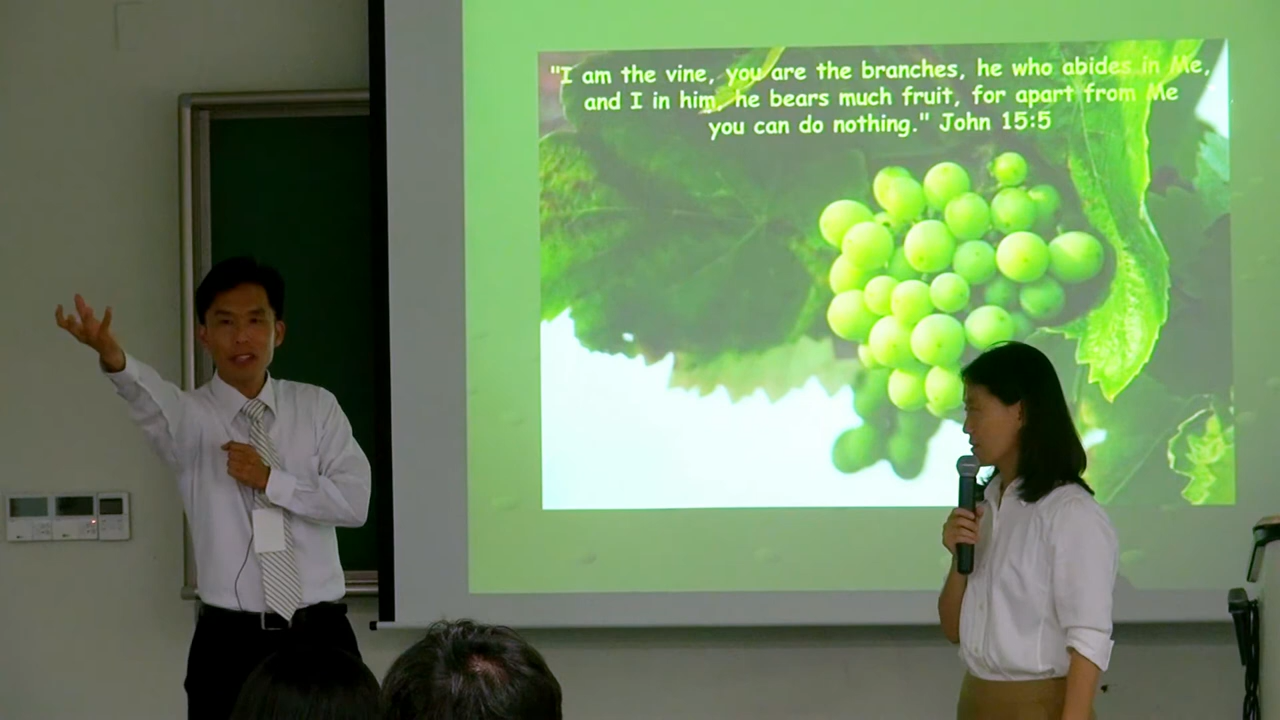 "I am the vine, you are the branches, he who abides in Me,
and I in him, he bears much fruit, for apart from Me
you can do nothing." John 15:5